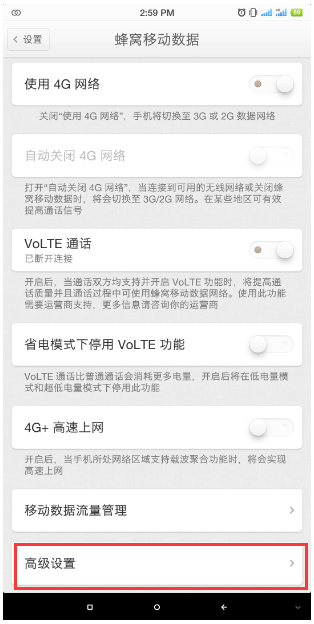 2:59 PM
设置
蜂窝移动数据
使用 4G 网络
关闭“使用 4G 网络”，手机将切换至 3G 或 2G 数据网络
自动关闭 4G 网络
打开“自动关闭 4G 网络”，当连接到可用的无线网络或关闭蜂
窝移动数据时，将会切换至 3G/2G 网络。在某些地区可有效
提高通话信号
VoLTE 通话
已断开连接
开启后，当通话双方均支持并开启 VoLTE 功能时，将提高通
话质量并且通话过程中可使用蜂窝移动数据网络。使用此功能
需要运营商支持，更多信息请咨询你的运营商
省电模式下停用 VoLTE 功能
VoLTE 通话比普通通话会消耗更多电量，开启后将在低电量模
式和超低电量模式下停用此功能
4G+ 高速上网
开启后，当手机所处网络区域支持载波聚合功能时，将会实现
高速上网
移动数据流量管理
高级设置